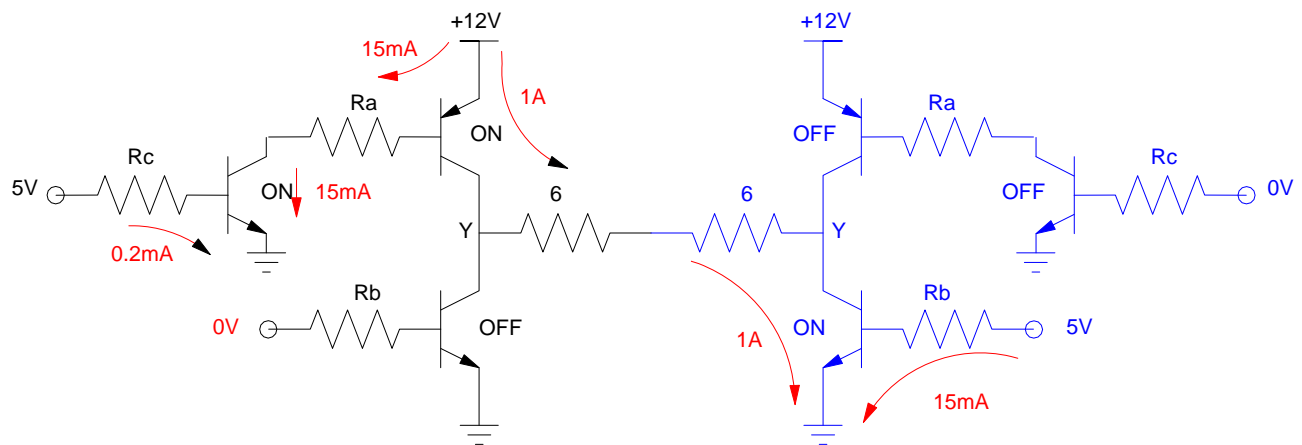 +12V
+12V
15mA
1A
Ra
Ra
ON
OFF
Rc
Rc
5V
ON
15mA
OFF
0V
6
6
Y
Y
0.2mA
Rb
Rb
0V
OFF
ON
5V
1A
15mA